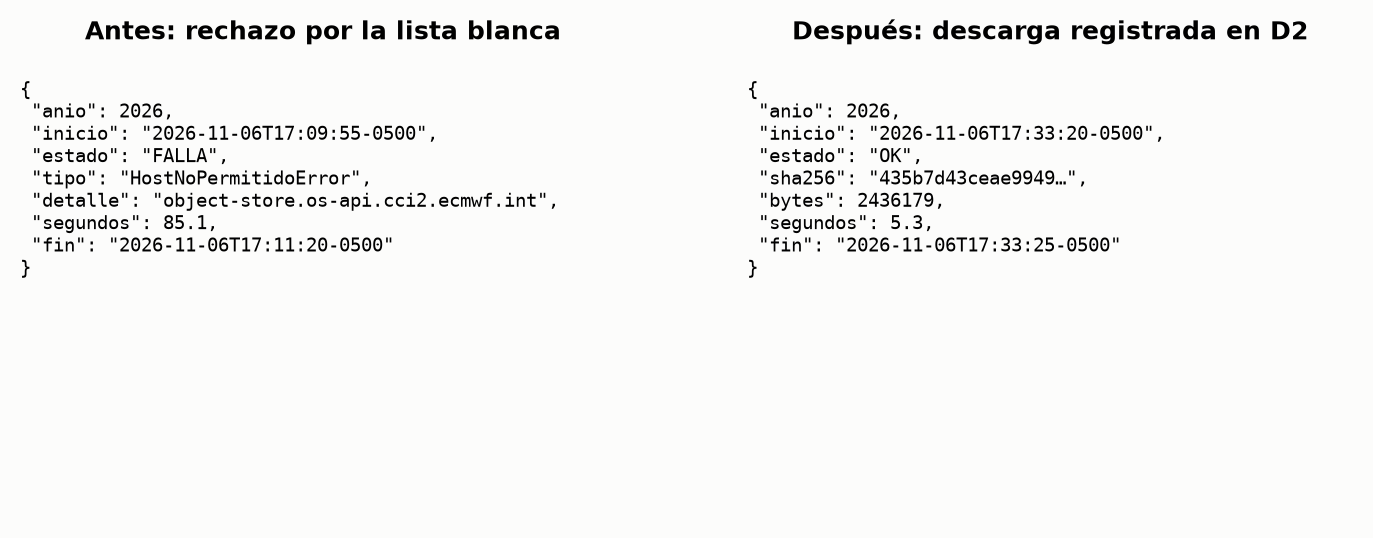 Antes: rechazo por la lista blanca
{
"anio": 2026,
"inicio": "2026-11-06T17:09:55-0500",
"estado": "FALLA",
"tipo": "HostNoPermitidoError",
"detalle": "object-store.os-api.cci2.ecmwf.int",
"segundos": 85.1,
"fin": "2026-11-06T17:11:20-0500"
}
Después: descarga registrada en D2
{
"anio": 2026,
"inicio": "2026-11-06T17:33:20-0500",
"estado": "OK",
"sha256": "435b7d43ceae9949…",
"bytes": 2436179,
"segundos": 5.3,
"fin": "2026-11-06T17:33:25-0500"
}